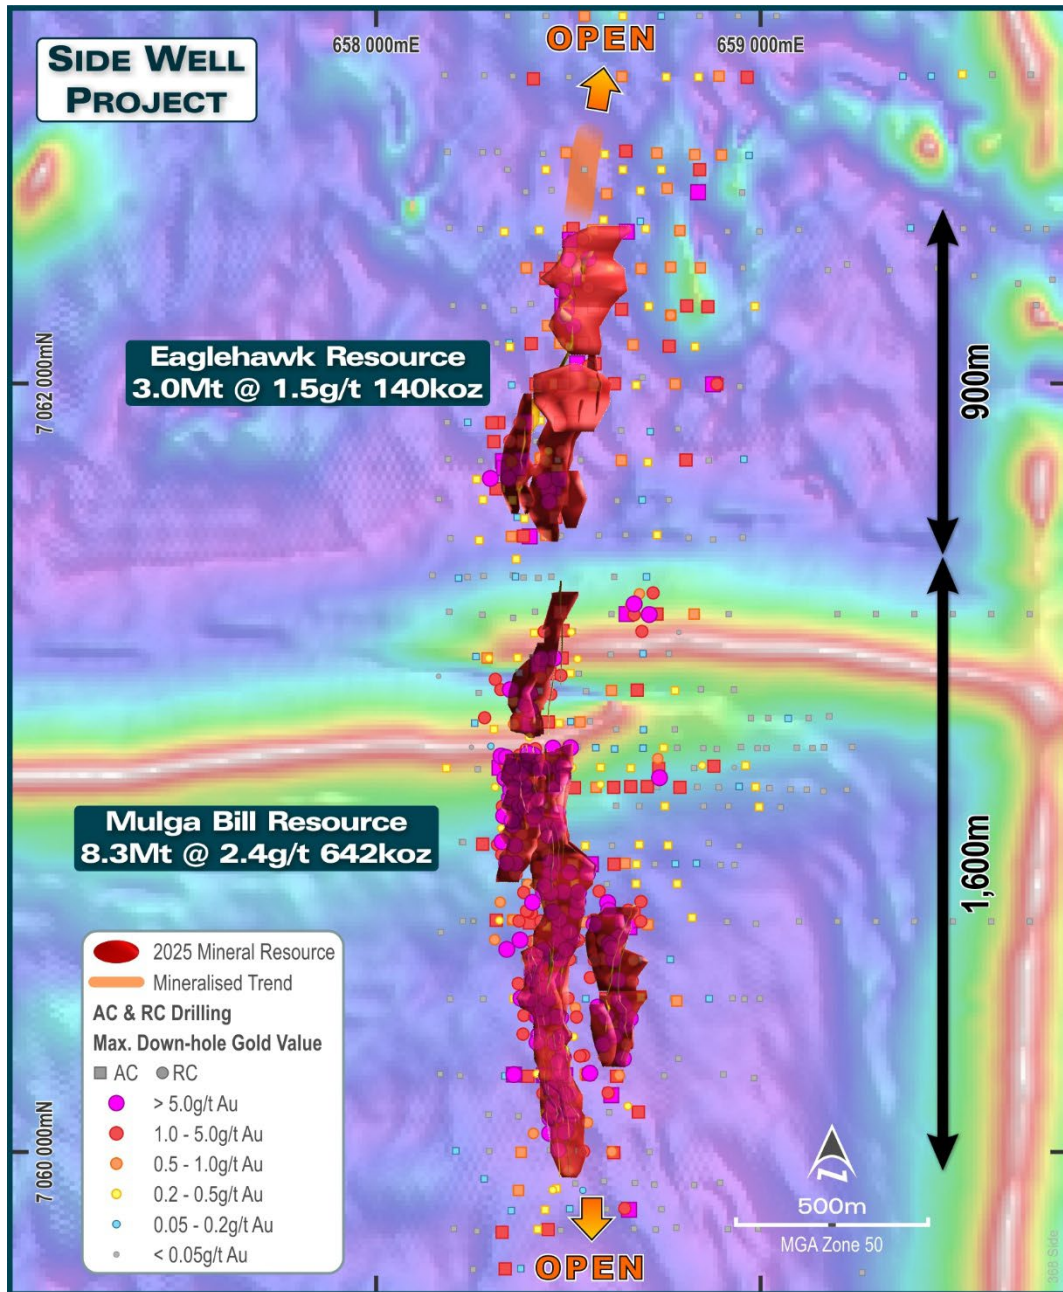 SIDE WELL
PROJECT
658 000mE
OPEN
659 000mE
7 062 000mN
Eaglehawk Resource
3.0Mt @ 1.5g/t 140koz
900m
Mulga Bill Resource
8.3Mt @ 2.4g/t 642koz
1,600m
2025 Mineral Resource
Mineralised Trend
AC & RC Drilling
Max. Down-hole Gold Value
AC RC
> 5.0g/t Au
1.0 - 5.0g/t Au
0.5 - 1.0g/t Au
0.2 - 0.5g/t Au
0.05 - 0.2g/t Au
< 0.05g/t Au
7 060 000mN
N
500m
MGA Zone 50
OPEN